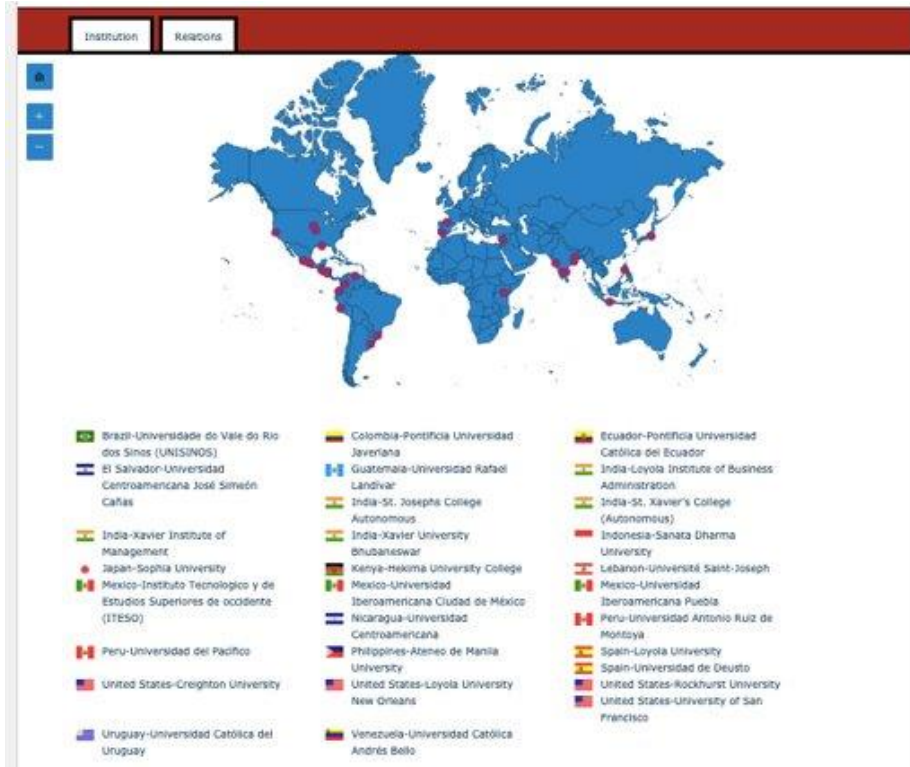 Institution
Relations
+
−
Brazil-Universidade do Vale do Rio
dos Sinos (UNISINOS)
El Salvador-Universidad
Centroamericana José Simeón
Cañas
India-Xavier Institute of
Management
Japan-Sophia University
Mexico-Instituto Tecnologico y de
Estudios Superiores de occidente
(ITESO)
Peru-Universidad del Pacífico
United States-Creighton University
Uruguay-Universidad Católica del
Uruguay
Colombia-Pontificia Universidad
Javeriana
Guatemala-Universidad Rafael
Landívar
India-St. Josephs College
Autonomous
India-Xavier University
Bhubaneswar
Kenya-Hekima University College
Mexico-Universidad
Iberoamericana Ciudad de México
Nicaragua-Universidad
Centroamericana
Philippines-Ateneo de Manila
University
United States-Loyola University
New Orleans
Venezuela-Universidad Católica
Andrés Bello
Ecuador-Pontificia Universidad
Católica del Ecuador
India-Loyola Institute of Business
Administration
India-St. Xavier's College
(Autonomous)
Indonesia-Sanata Dharma
University
Lebanon-Université Saint-Joseph
Mexico-Universidad
Iberoamericana Puebla
Peru-Universidad Antonio Ruiz de
Montoya
Spain-Loyola University
Spain-Universidad de Deusto
United States-Rockhurst University
United States-University of San
Francisco